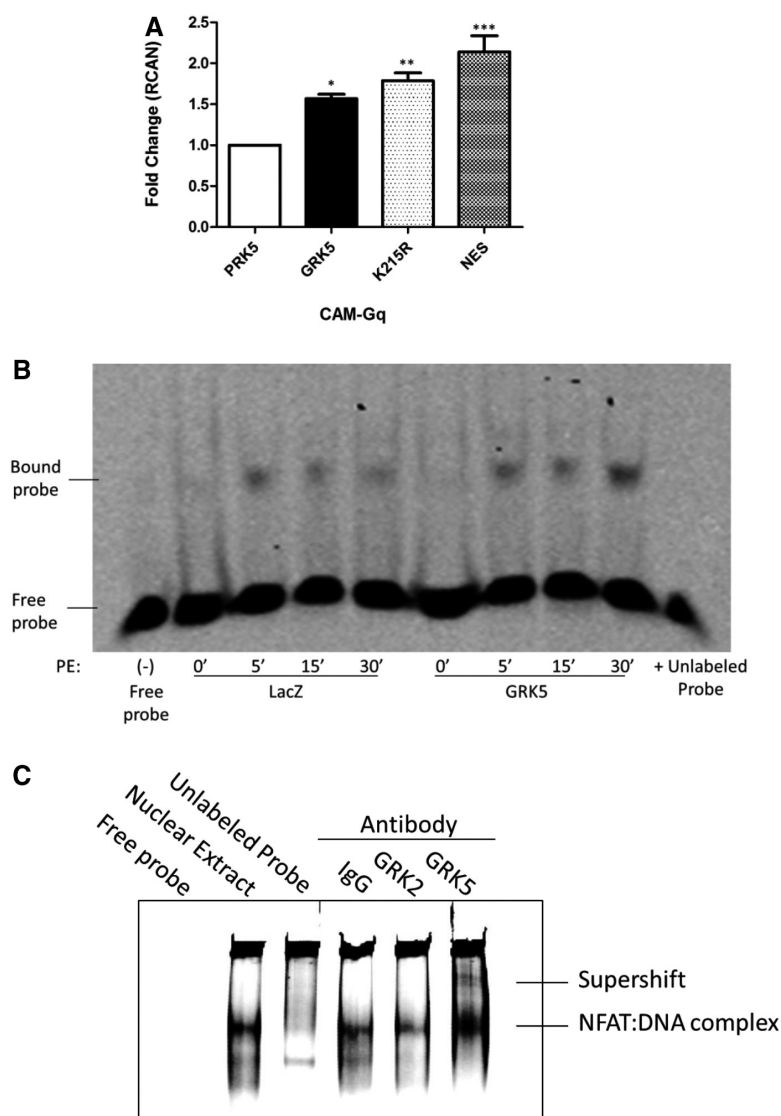 A
Fold Change (RCAN)
2.5
2.0
1.5
1.0
0.5
0.0
*
**
***
PRK5
GRK5
K215R
NES
CAM-Gq
B
Bound
probe
Free
probe
PE: (-) 0′ 5′ 15′ 30′ 0′ 5′ 15′ 30′ + Unlabeled
Free LacZ GRK5 Probe
probe
C
Free probe
Nuclear Extract
Unlabeled Probe
Antibody
IgG
GRK2
GRK5
Supershift
NFAT:DNA complex